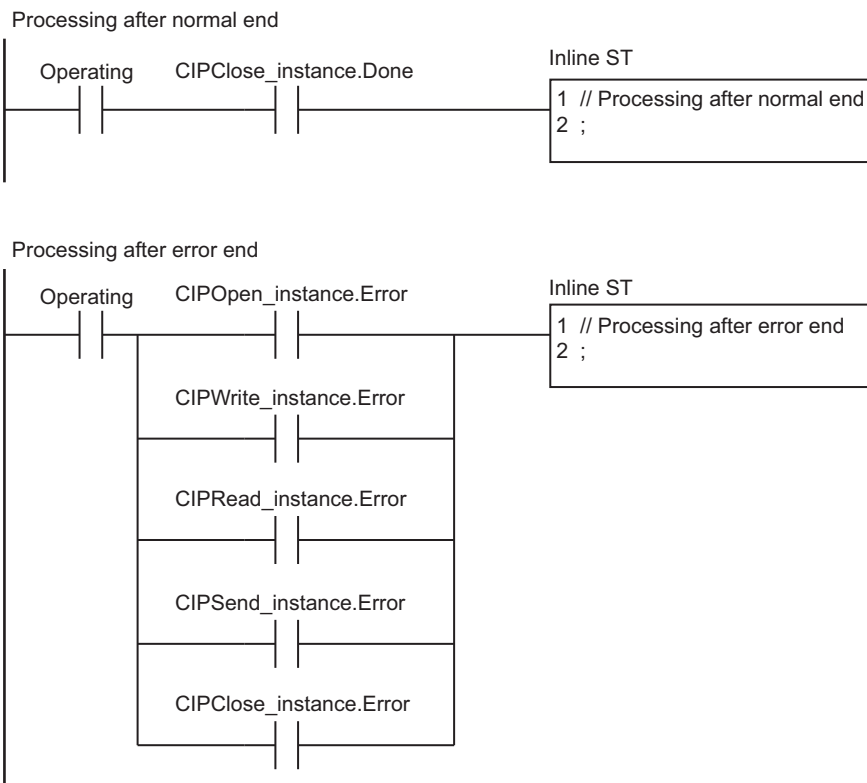 Processing after normal end
Operating
CIPClose_instance.Done
Inline ST
1 // Processing after normal end
2 ;
Processing after error end
Operating
CIPOpen_instance.Error
Inline ST
1 // Processing after error end
2 ;
CIPWrite_instance.Error
CIPRead_instance.Error
CIPSend_instance.Error
CIPClose_instance.Error